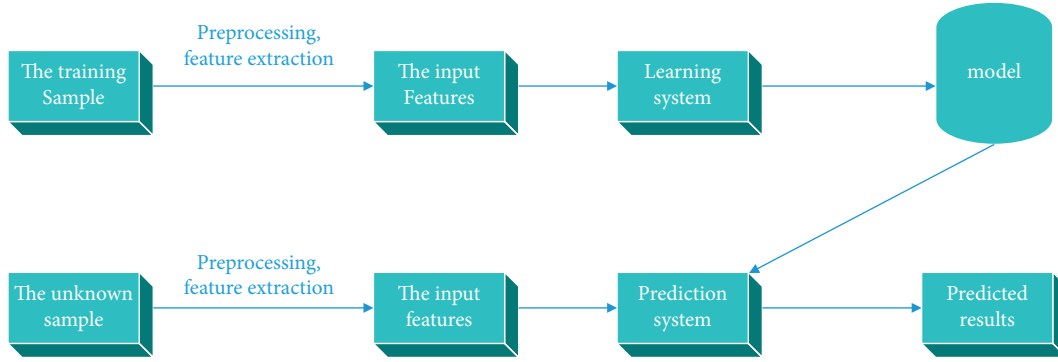 Preprocessing,
feature extraction
The training
Sample
The input
Features
Learning
system
model
Preprocessing,
feature extraction
The unknown
sample
The input
features
Prediction
system
Predicted
results